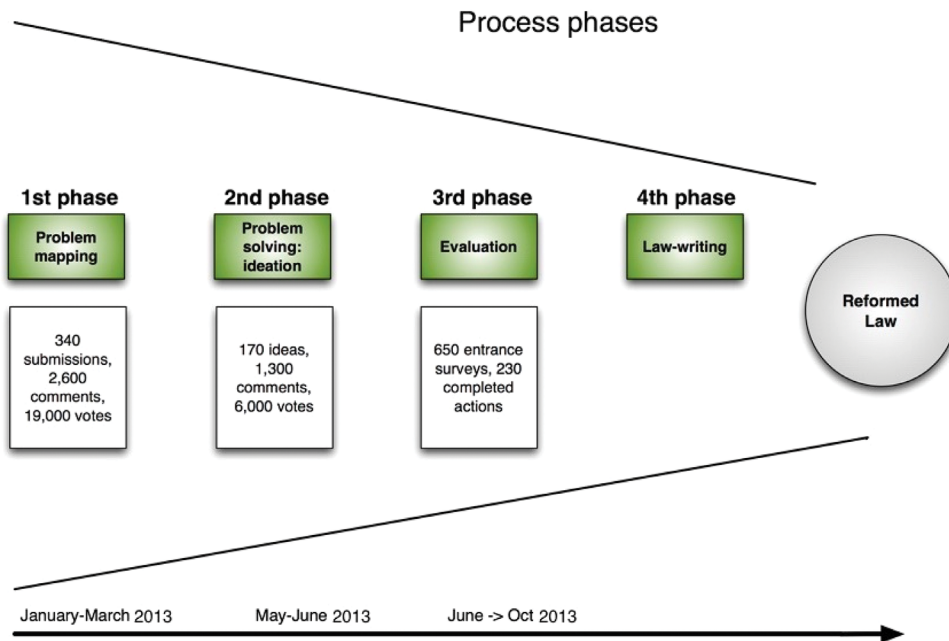 Process phases
1st phase
2nd phase
3rd phase
4th phase
Problem
mapping
Problem
solving:
ideation
Evaluation
Law-writing
Reformed
Law
340
submissions,
2,600
comments,
19,000 votes
170 ideas,
1,300
comments,
6,000 votes
650 entrance
surveys, 230
completed
actions
January-March 2013
May-June 2013
June -> Oct 2013